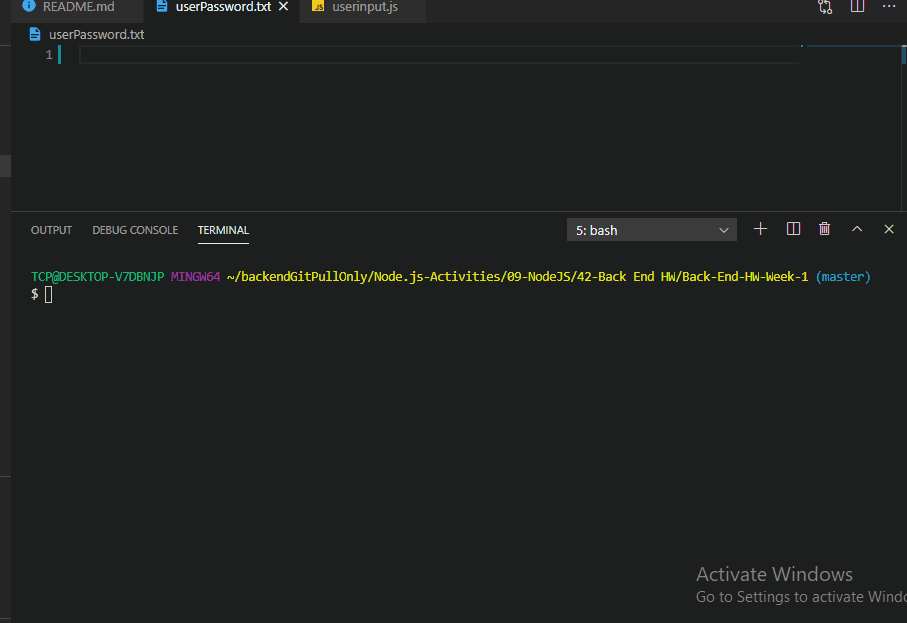 README.md userPassword.txt userinput.js
userPassword.txt
1
OUTPUT DEBUG CONSOLE TERMINAL 5: bash
TCP@DESKTOP-V7DBNJP MINGW64 ~/backendGitPullOnly/Node.js-Activities/09-NodeJS/42-Back End HW/Back-End-HW-Week-1 (master)
$
Activate Windows
Go to Settings to activate Windo